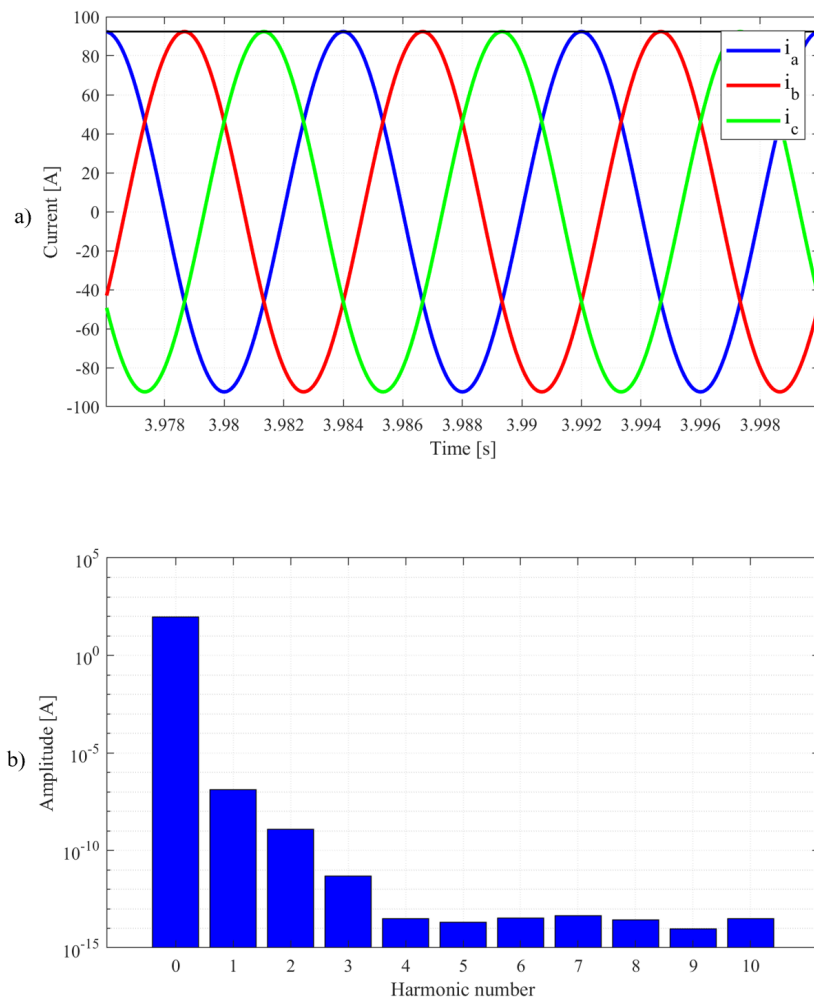 100
80
60
40
20
0
-20
-40
-60
-80
-100
Current [A]
a)
i_a
i_b
i_c
3.978 3.98 3.982 3.984 3.986 3.988 3.99 3.992 3.994 3.996 3.998
Time [s]
10^5
10^0
10^-5
10^-10
10^-15
Amplitude [A]
b)
0 1 2 3 4 5 6 7 8 9 10
Harmonic number